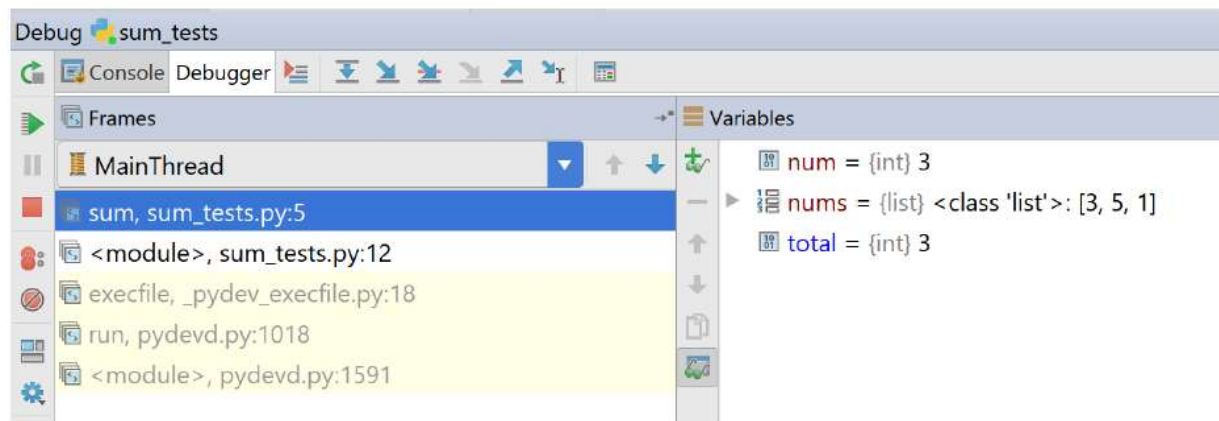 Debug sum_tests
Console Debugger
Frames
MainThread
sum, sum_tests.py:5
<module>, sum_tests.py:12
execfile, _pydev_execfile.py:18
run, pydevd.py:1018
<module>, pydevd.py:1591
Variables
num = {int} 3
nums = {list} <class 'list'>: [3, 5, 1]
total = {int} 3